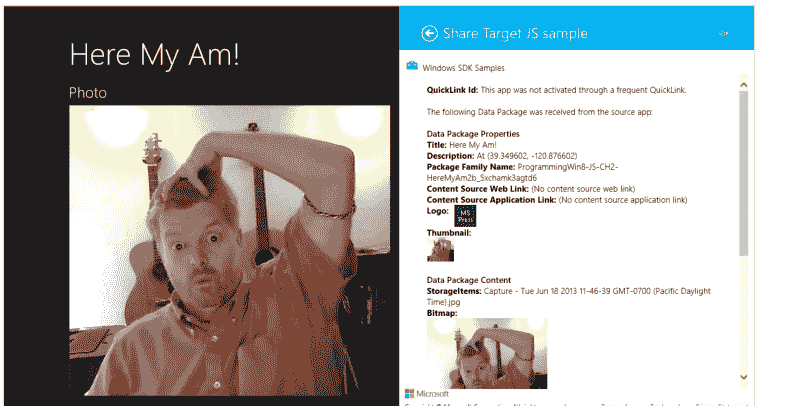 Here My Am!
Photo
Share Target JS sample
Windows SDK Samples
QuickLink Id: This app was not activated through a frequent QuickLink.
The following Data Package was received from the source app:
Data Package Properties
Title: Here My Am!
Description: At (39.349602, -120.876602)
Package Family Name: ProgrammingWin8-JS-CH2-
HereMyAm2b_5xchamk3agtd6
Content Source Web Link: (No content source web link)
Content Source Application Link: (No content source application link)
Logo:
MS
Press
Thumbnail:
Data Package Content
StorageItems: Capture - Tue Jun 18 2013 11-46-39 GMT-0700 (Pacific Daylight
Time).jpg
Bitmap:
Microsoft